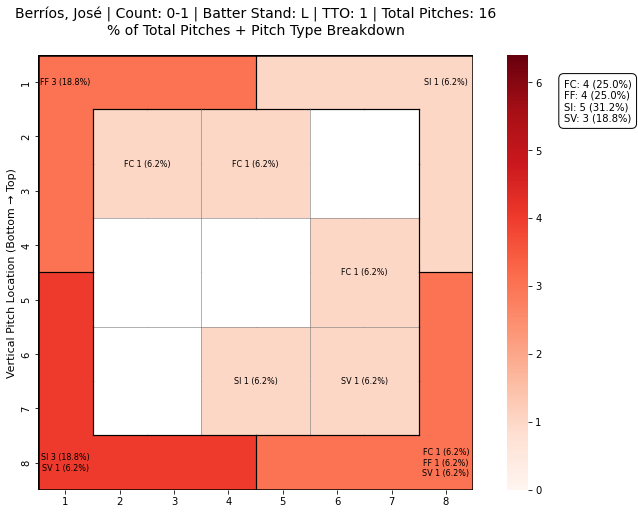 Berríos, José | Count: 0-1 | Batter Stand: L | TTO: 1 | Total Pitches: 16
% of Total Pitches + Pitch Type Breakdown
FF 3 (18.8%)
SI 1 (6.2%)
FC 1 (6.2%)
FC 1 (6.2%)
FC 1 (6.2%)
SI 1 (6.2%)
SV 1 (6.2%)
SI 3 (18.8%)
SV 1 (6.2%)
FC 1 (6.2%)
FF 1 (6.2%)
SV 1 (6.2%)
Vertical Pitch Location (Bottom → Top)
1
2
3
4
5
6
7
8
1
2
3
4
5
6
7
8
6
5
4
3
2
1
0
FC: 4 (25.0%)
FF: 4 (25.0%)
SI: 5 (31.2%)
SV: 3 (18.8%)